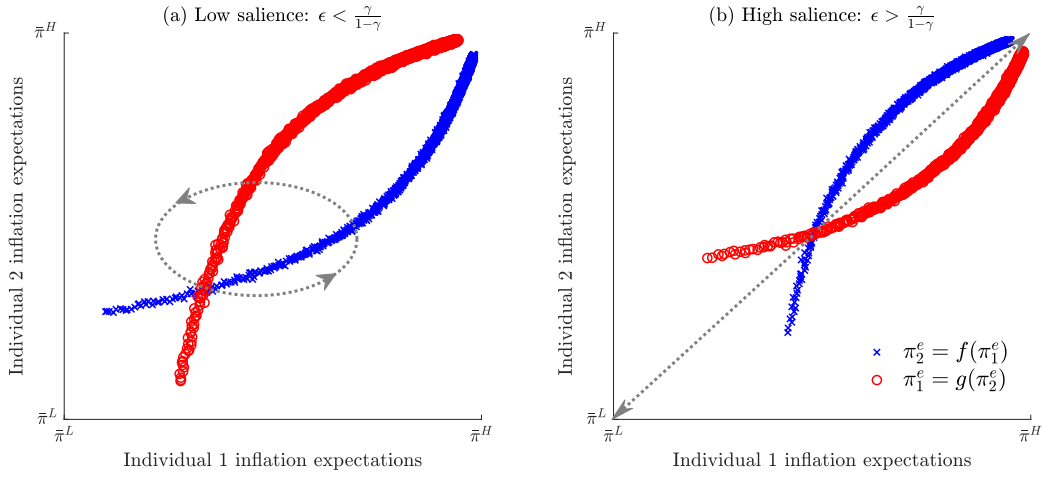 (a) Low salience: ϵ < γ/(1−γ)
π̄^H
Individual 2 inflation expectations
π̄^L
π̄^L
π̄^H
Individual 1 inflation expectations
(b) High salience: ϵ > γ/(1−γ)
π̄^H
Individual 2 inflation expectations
π̄^L
π̄^L
π̄^H
Individual 1 inflation expectations
π₂^e = f(π₁^e)
π₁^e = g(π₂^e)